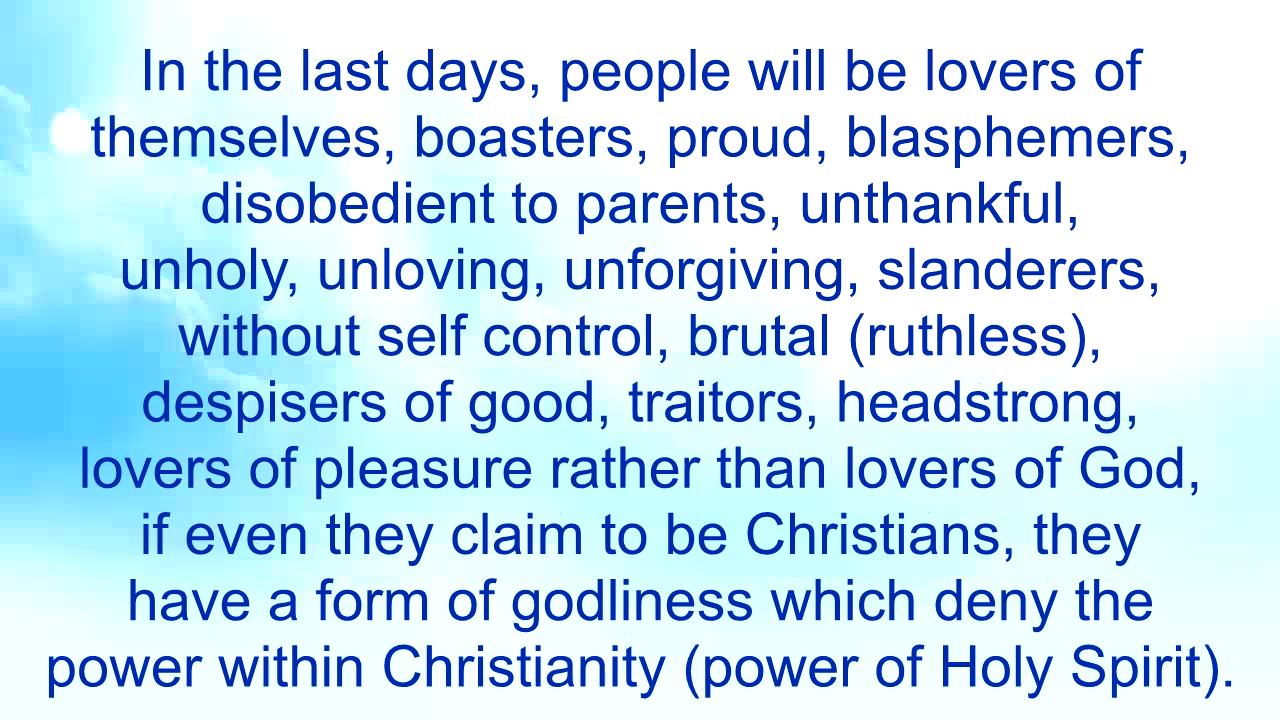 In the last days, people will be lovers of
themselves, boasters, proud, blasphemers,
disobedient to parents, unthankful,
unholy, unloving, unforgiving, slanderers,
without self control, brutal (ruthless),
despisers of good, traitors, headstrong,
lovers of pleasure rather than lovers of God,
if even they claim to be Christians, they
have a form of godliness which deny the
power within Christianity (power of Holy Spirit).